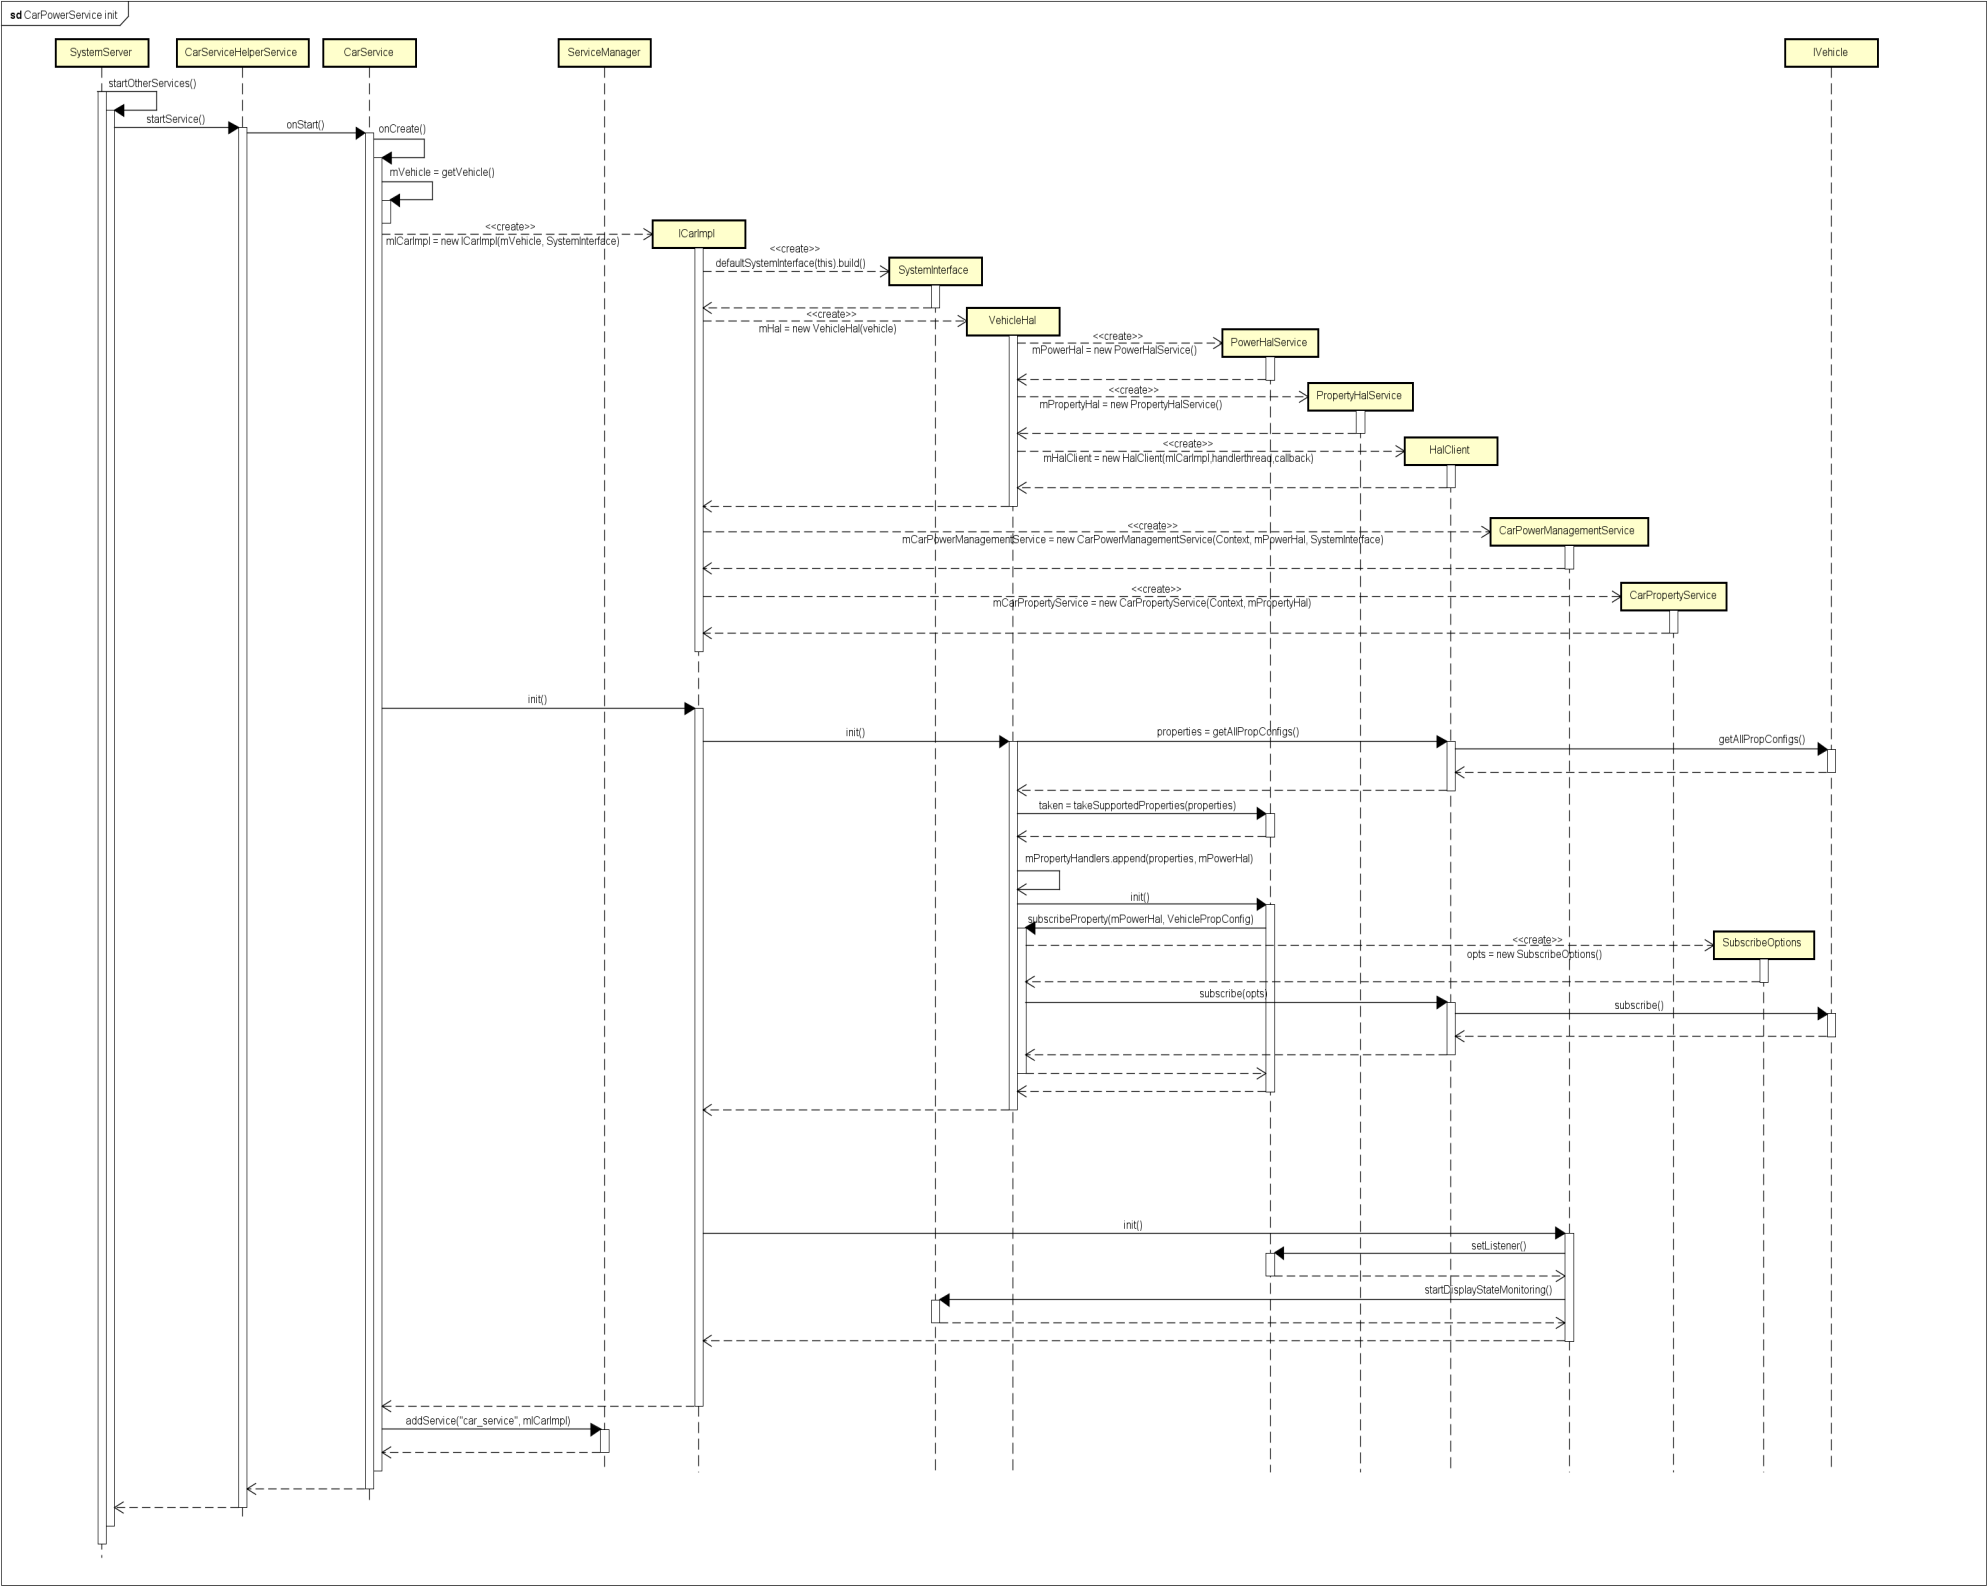 sd CarPowerService init
SystemServer
CarServiceHelperService
CarService
ServiceManager
IVehicle
startOtherServices()
startService()
onStart()
onCreate()
mVehicle = getVehicle()
<<create>>
mICarImpl = new ICarImpl(mVehicle, SystemInterface)
ICarImpl
<<create>>
defaultSystemInterface(this).build()
SystemInterface
<<create>>
mHal = new VehicleHal(vehicle)
VehicleHal
<<create>>
mPowerHal = new PowerHalService()
PowerHalService
<<create>>
mPropertyHal = new PropertyHalService()
PropertyHalService
<<create>>
mHalClient = new HalClient(mICarImpl,handlerthread,callback)
HalClient
<<create>>
mCarPowerManagementService = new CarPowerManagementService(Context, mPowerHal, SystemInterface)
CarPowerManagementService
<<create>>
mCarPropertyService = new CarPropertyService(Context, mPropertyHal)
CarPropertyService
init()
init()
properties = getAllPropConfigs()
getAllPropConfigs()
taken = takeSupportedProperties(properties)
mPropertyHandlers.append(properties, mPowerHal)
init()
subscribeProperty(mPowerHal, VehiclePropConfig)
<<create>>
opts = new SubscribeOptions()
SubscribeOptions
subscribe(opts)
subscribe()
init()
setListener()
startDisplayStateMonitoring()
addService("car_service", mICarImpl)